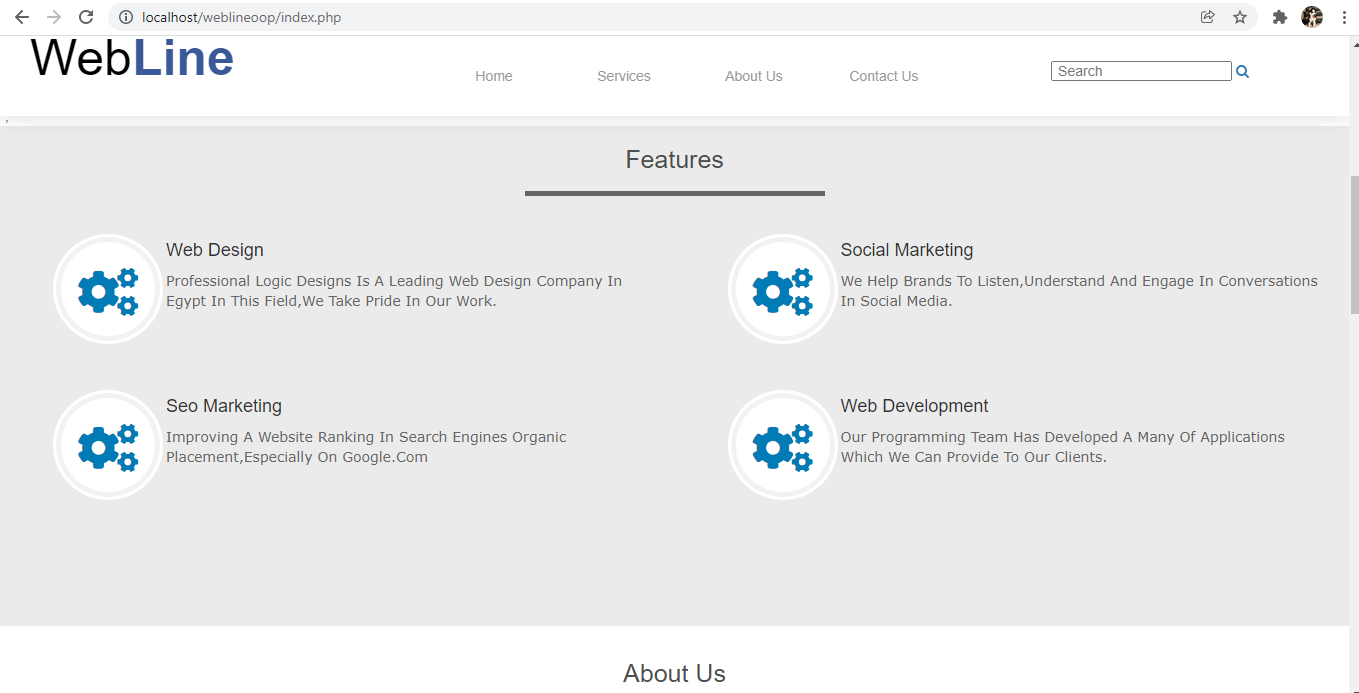 localhost/weblineoop/index.php
WebLine
Home Services About Us Contact Us Search
Features
Web Design
Professional Logic Designs Is A Leading Web Design Company In
Egypt In This Field,We Take Pride In Our Work.
Social Marketing
We Help Brands To Listen,Understand And Engage In Conversations
In Social Media.
Seo Marketing
Improving A Website Ranking In Search Engines Organic
Placement,Especially On Google.Com
Web Development
Our Programming Team Has Developed A Many Of Applications
Which We Can Provide To Our Clients.
About Us